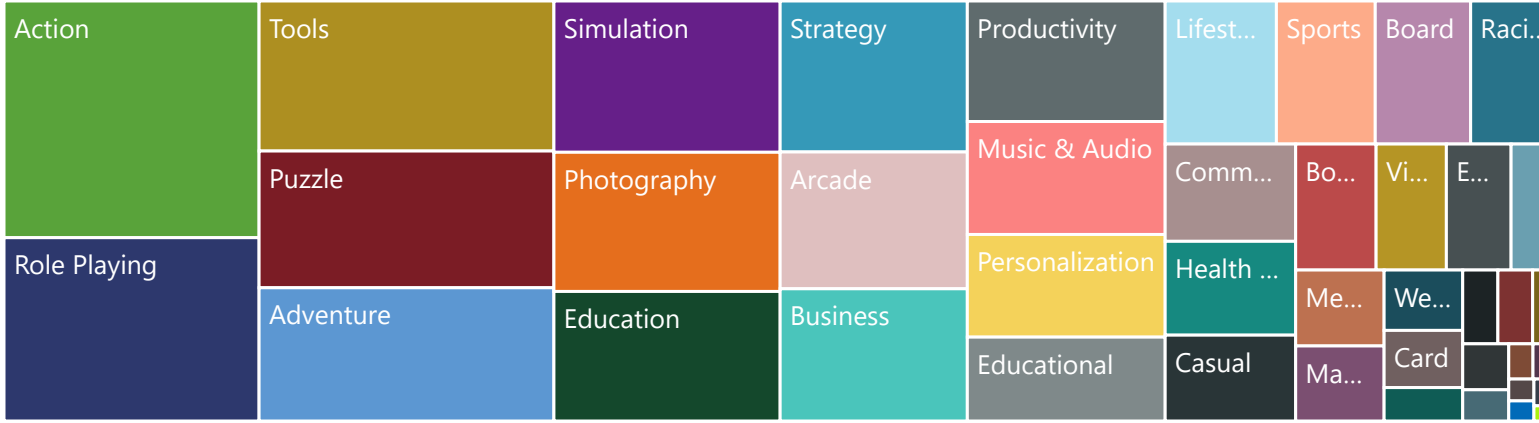 Action
Role Playing
Tools
Puzzle
Adventure
Simulation
Photography
Education
Strategy
Arcade
Business
Productivity
Music & Audio
Personalization
Educational
Lifest...
Sports
Board
Raci...
Comm...
Health ...
Casual
Bo...
Vi...
E...
Me...
Ma...
We...
Card